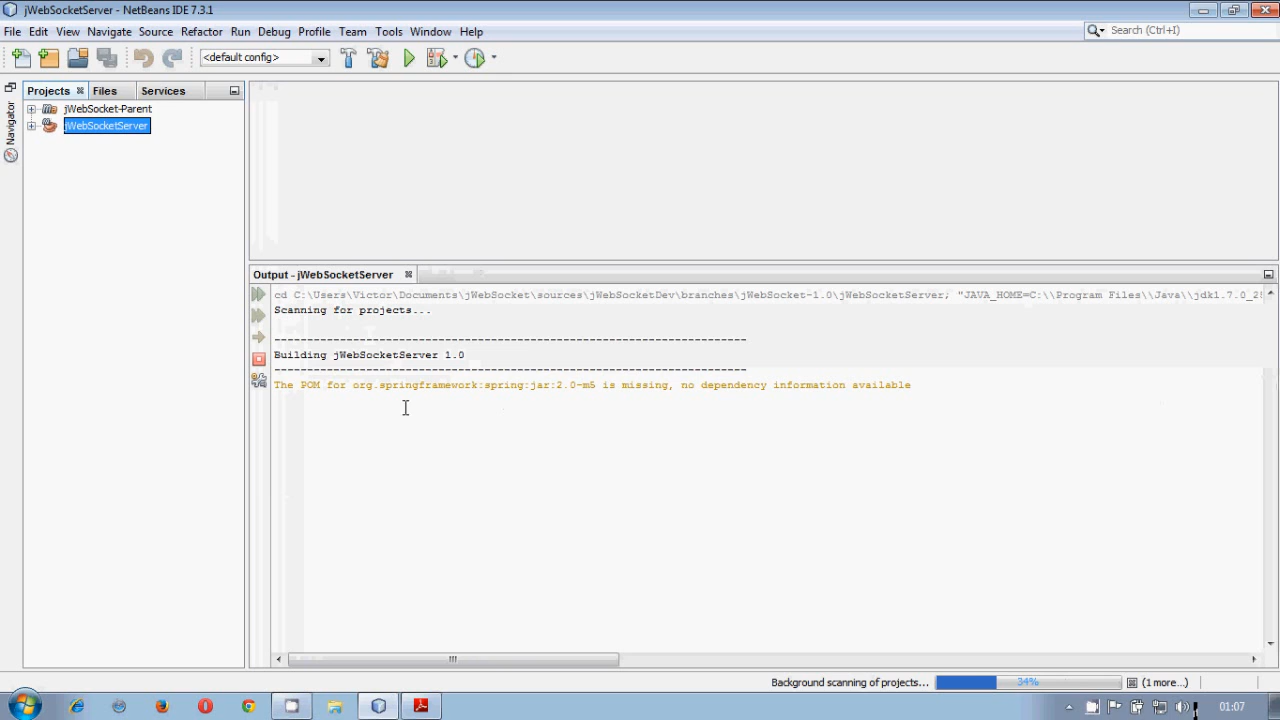 jWebSocketServer - NetBeans IDE 7.3.1
File Edit View Navigate Source Refactor Run Debug Profile Team Tools Window Help
Search (Ctrl+I)
<default config>
Projects Files Services
Navigator
jWebSocket-Parent
jWebSocketServer
Output - jWebSocketServer
cd C:\Users\Victor\Documents\jWebSocket\sources\jWebSocketDev\branches\jWebSocket-1.0\jWebSocketServer; "JAVA_HOME=C:\\Program Files\\Java\\jdk1.7.0_2
Scanning for projects...
------------------------------------------------------------------------
Building jWebSocketServer 1.0
------------------------------------------------------------------------
The POM for org.springframework:spring:jar:2.0-m5 is missing, no dependency information available
Background scanning of projects... 34% (1 more...)
01:07